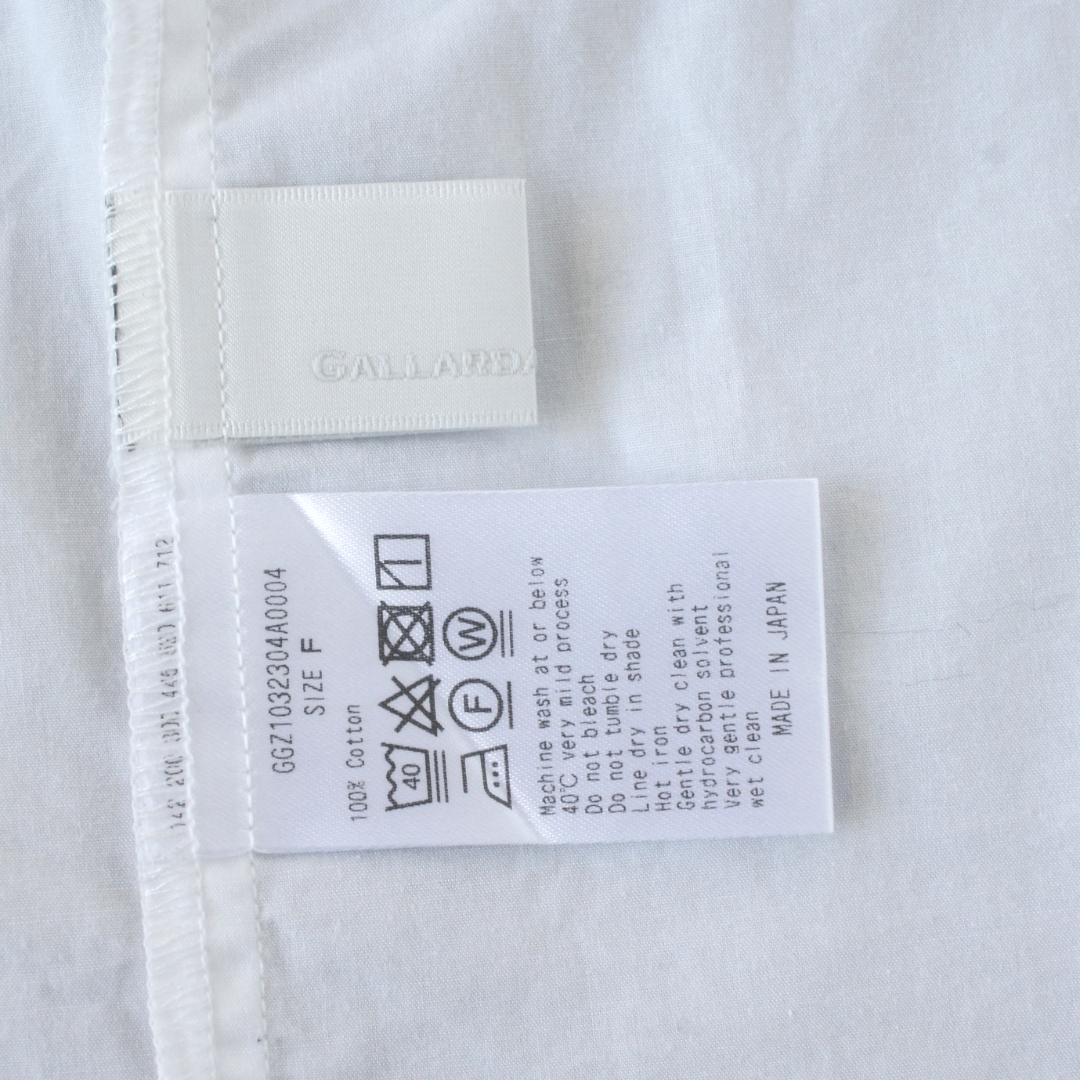 GALLARDA
GGZ1032304A0004
SIZE F
100% Cotton
40
F W
Machine wash at or below
40℃ very mild process
Do not bleach
Do not tumble dry
Line dry in shade
Hot iron
Gentle dry clean with
hydrocarbon solvent
Very gentle professional
wet clean
MADE IN JAPAN